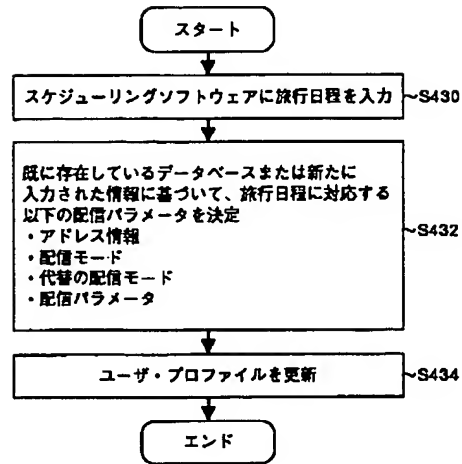 スタート
スケジューリングソフトウェアに旅行日程を入力
~S430
既に存在しているデータベースまたは新たに
入力された情報に基づいて、旅行日程に対応する
以下の配信パラメータを決定
・アドレス情報
・配信モード
・代替の配信モード
・配信パラメータ
~S432
ユーザ・プロファイルを更新
~S434
エンド